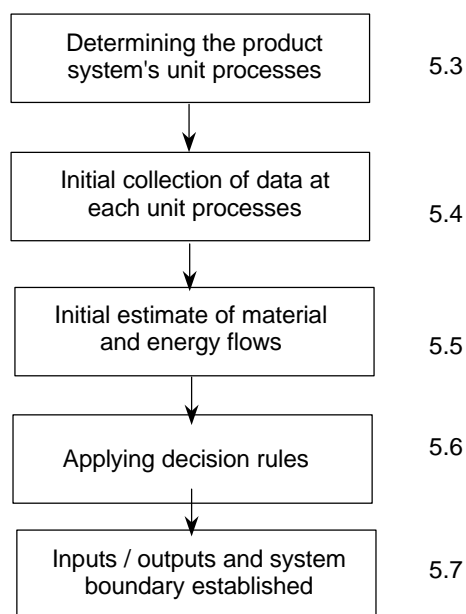 Determining the product
system's unit processes
5.3
Initial collection of data at
each unit processes
5.4
Initial estimate of material
and energy flows
5.5
Applying decision rules
5.6
Inputs / outputs and system
boundary established
5.7